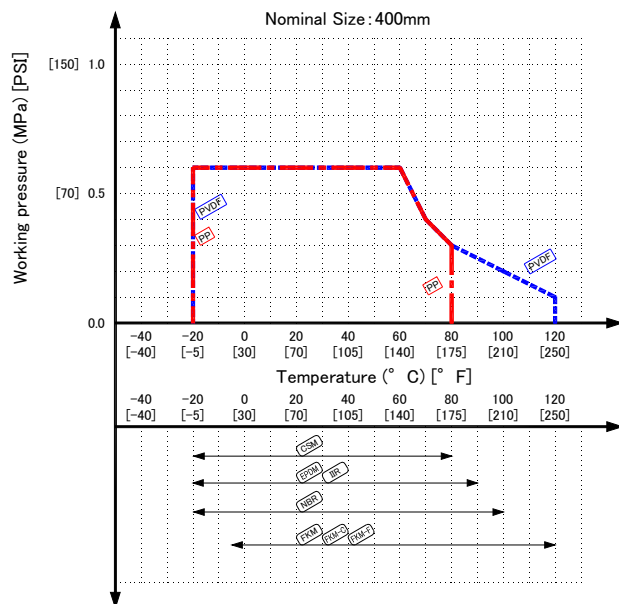 Nominal Size:400mm
Working pressure (MPa) [PSI]
[150] 1.0
[70] 0.5
0.0
PVDF
PP
PP
PVDF
-40 -20 0 20 40 60 80 100 120
[-40] [-5] [30] [70] [105] [140] [175] [210] [250]
Temperature (° C) [° F]
-40 -20 0 20 40 60 80 100 120
[-40] [-5] [30] [70] [105] [140] [175] [210] [250]
CSM
EPDM IIR
NBR
FKM FKM-C FKM-F